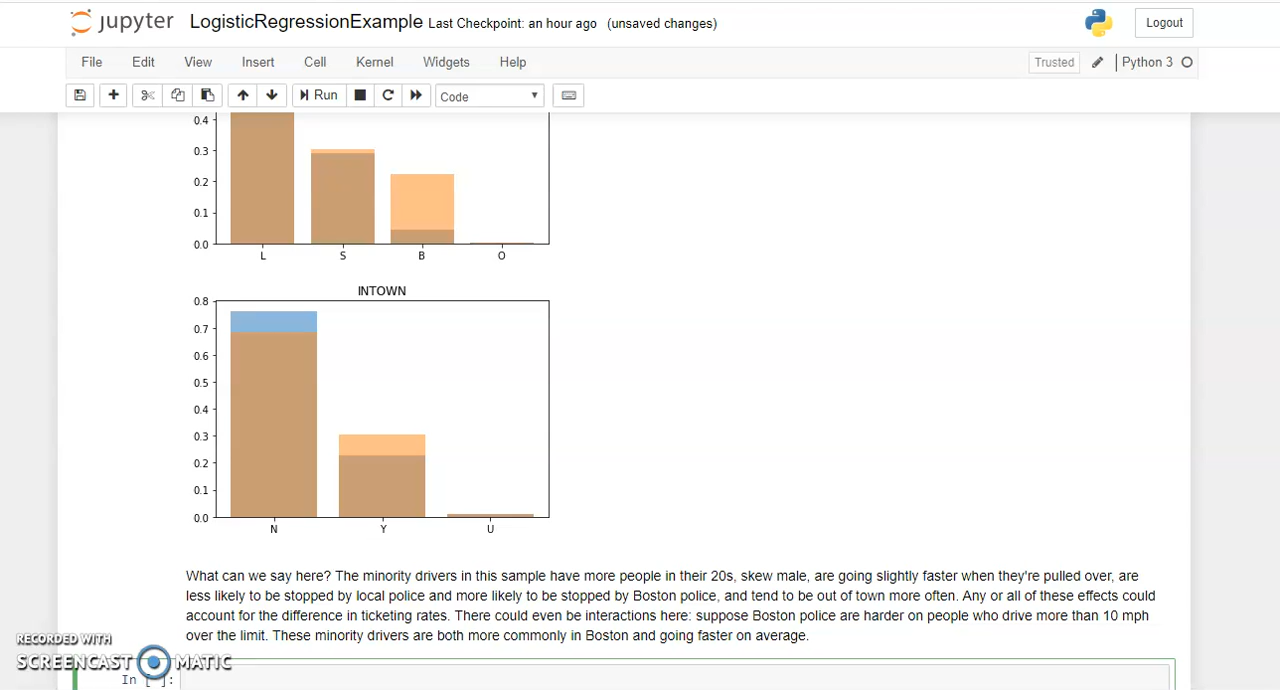 jupyter LogisticRegressionExample Last Checkpoint: an hour ago (unsaved changes) Logout
File Edit View Insert Cell Kernel Widgets Help Trusted Python 3
Run Code
0.4
0.3
0.2
0.1
0.0
L S B O
INTOWN
0.8
0.7
0.6
0.5
0.4
0.3
0.2
0.1
0.0
N Y U
What can we say here? The minority drivers in this sample have more people in their 20s, skew male, are going slightly faster when they're pulled over, are
less likely to be stopped by local police and more likely to be stopped by Boston police, and tend to be out of town more often. Any or all of these effects could
account for the difference in ticketing rates. There could even be interactions here: suppose Boston police are harder on people who drive more than 10 mph
over the limit. These minority drivers are both more commonly in Boston and going faster on average.
RECORDED WITH
SCREENCAST MATIC
In [ ]: